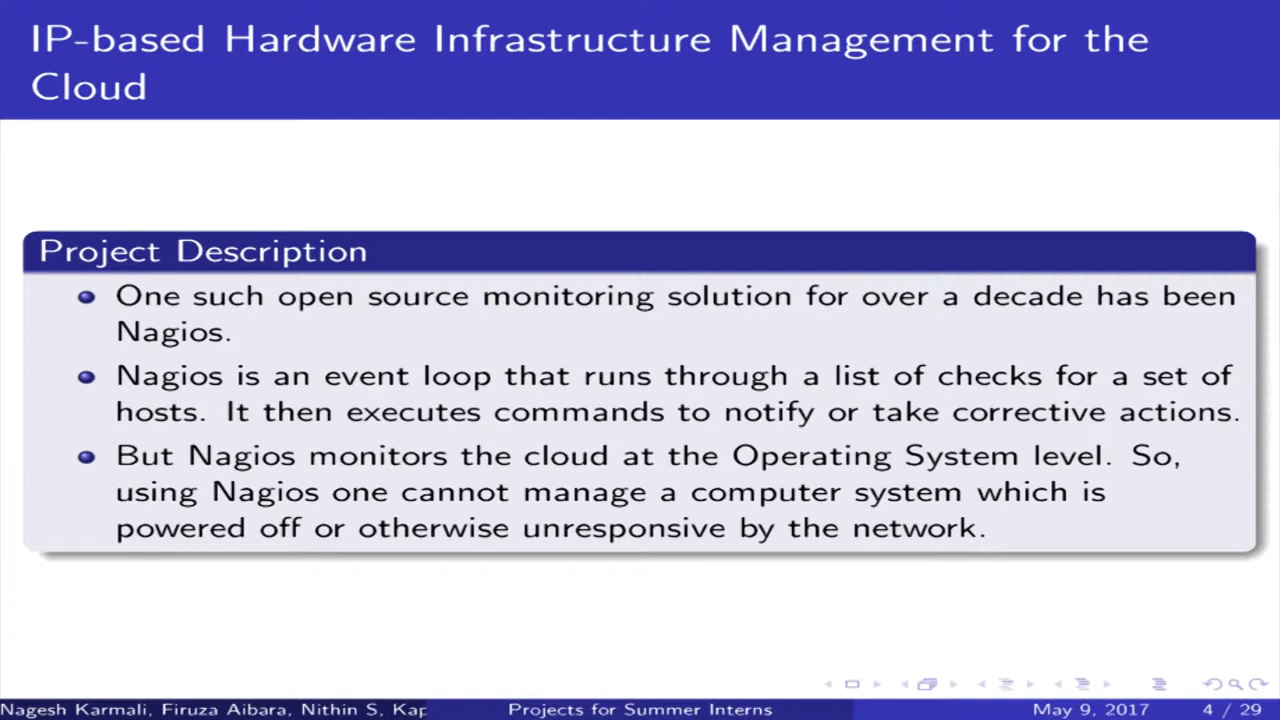 IP-based Hardware Infrastructure Management for the
Cloud
Project Description
One such open source monitoring solution for over a decade has been
Nagios.
Nagios is an event loop that runs through a list of checks for a set of
hosts. It then executes commands to notify or take corrective actions.
But Nagios monitors the cloud at the Operating System level. So,
using Nagios one cannot manage a computer system which is
powered off or otherwise unresponsive by the network.
Nagesh Karmali, Firuza Aibara, Nithin S, Kap Projects for Summer Interns May 9, 2017 4 / 29